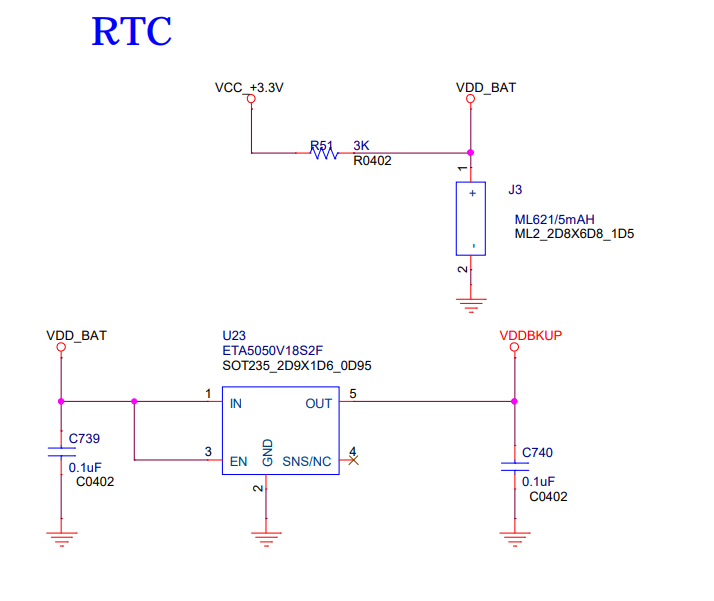 RTC
VCC_+3.3V
VDD_BAT
R51 3K
R0402
1
+
J3
ML621/5mAH
ML2_2D8X6D8_1D5
-
2
VDD_BAT
U23
ETA5050V18S2F
SOT235_2D9X1D6_0D95
VDDBKUP
1 IN OUT 5
C739
0.1uF
C0402
3 EN GND SNS/NC 4
2
C740
0.1uF
C0402